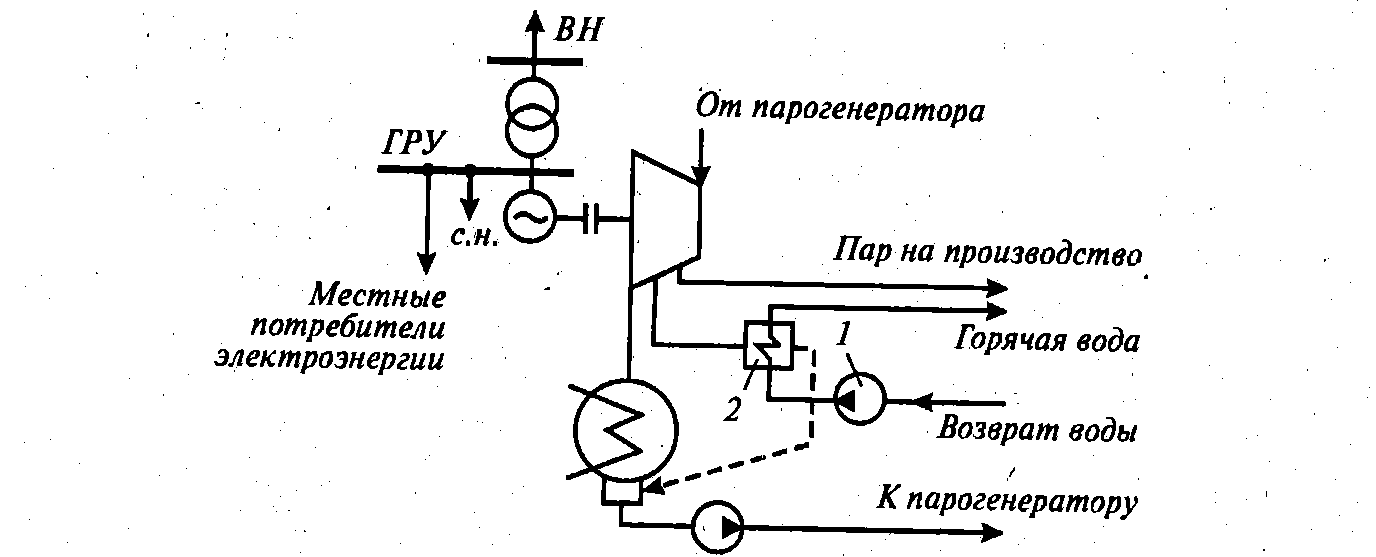 ВН
От парогенератора
ГРУ
с.н.
Пар на производство
Местные
потребители
электроэнергии
Горячая вода
1
2
Возврат воды
К парогенератору